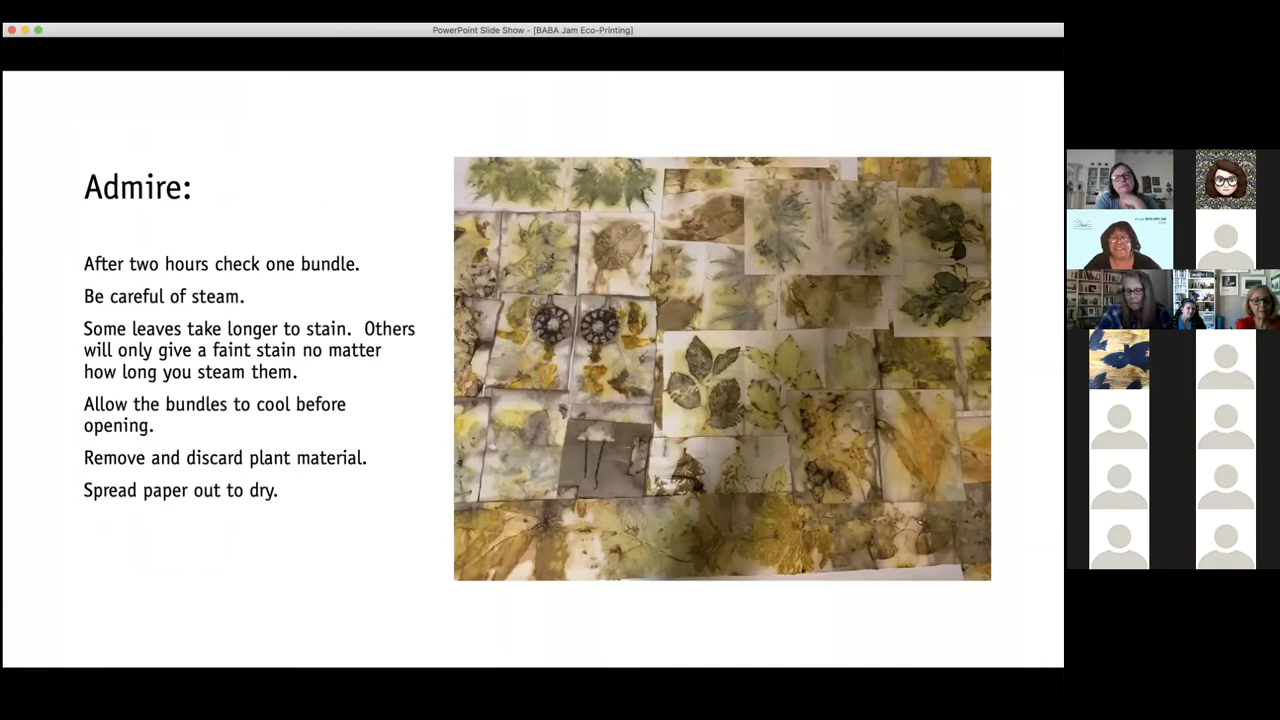 PowerPoint Slide Show - [BABA Jam Eco-Printing]
Admire:
After two hours check one bundle.
Be careful of steam.
Some leaves take longer to stain.  Others
will only give a faint stain no matter
how long you steam them.
Allow the bundles to cool before
opening.
Remove and discard plant material.
Spread paper out to dry.